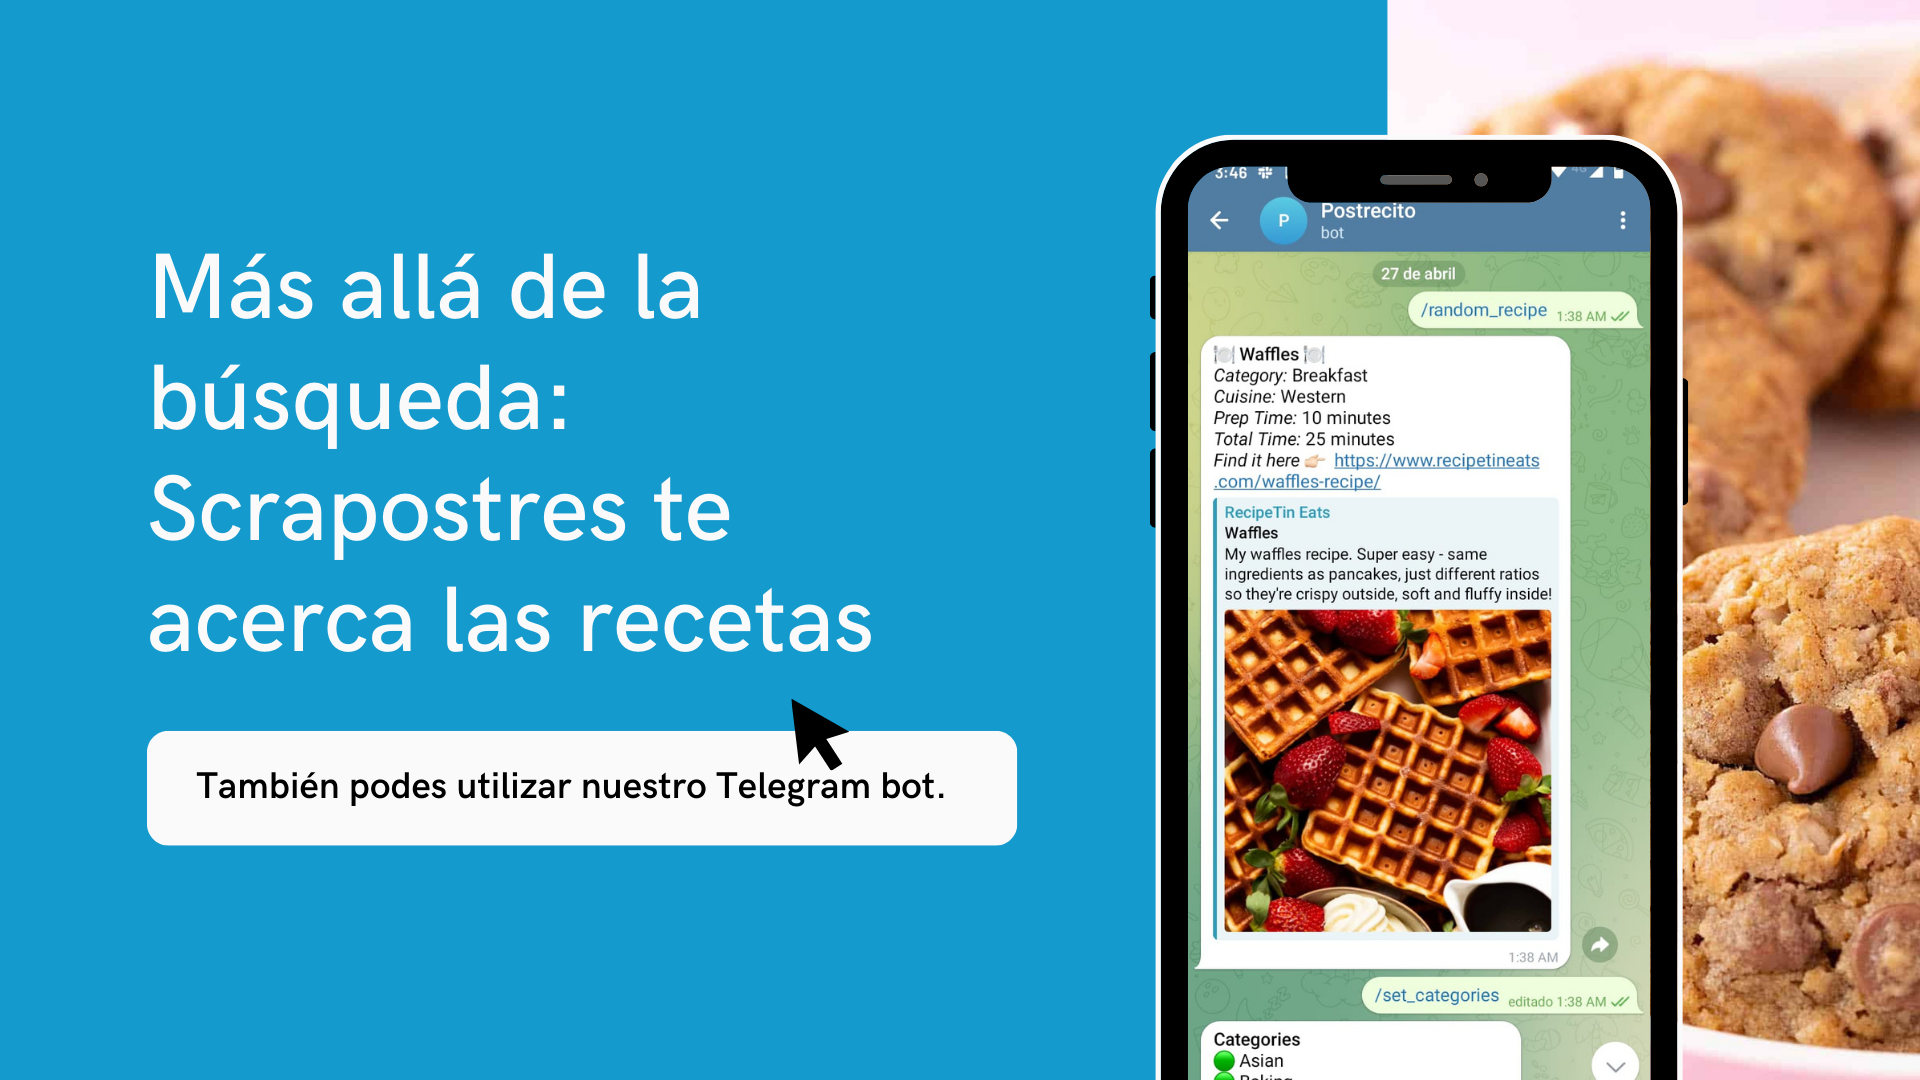 Más allá de la
búsqueda:
Scrapostres te
acerca las recetas
También podes utilizar nuestro Telegram bot.
3:46
4G
P
Postrecito
bot
27 de abril
/random_recipe 1:38 AM
🍽 Waffles 🍽
Category: Breakfast
Cuisine: Western
Prep Time: 10 minutes
Total Time: 25 minutes
Find it here 👉🏻 https://www.recipetineats
.com/waffles-recipe/
RecipeTin Eats
Waffles
My waffles recipe. Super easy - same
ingredients as pancakes, just different ratios
so they're crispy outside, soft and fluffy inside!
1:38 AM
/set_categories editado 1:38 AM
Categories
🟢 Asian
🟢 Baking